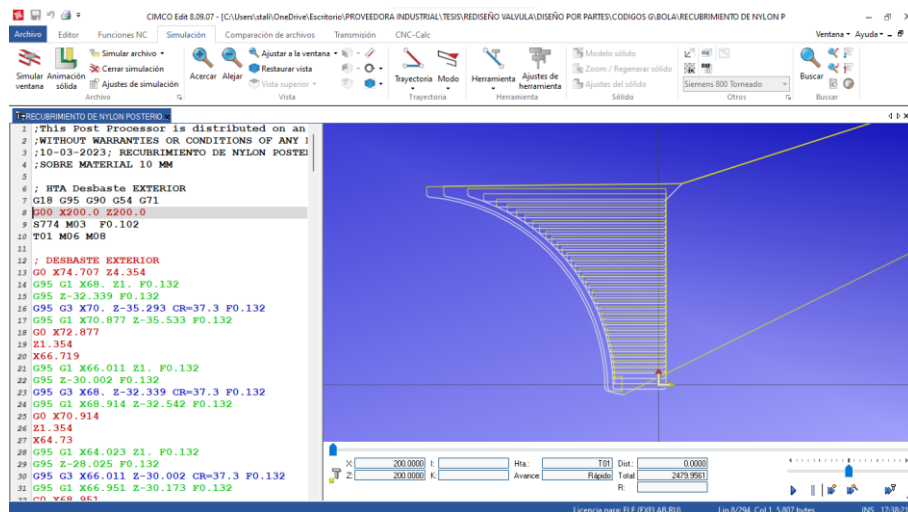 CIMCO Edit 8.09.07 - [C:\Users\stali\OneDrive\Escritorio\PROVEEDORA INDUSTRIAL\TESIS\REDISEÑO VALVULA\DISEÑO POR PARTES\CODIGOS G\BOLA\RECUBRIMIENTO DE NYLON P
Archivo Editor Funciones NC Simulación Comparación de archivos Transmisión CNC-Calc Ventana Ayuda
Simular ventana
Animación sólida
Simular archivo
Cerrar simulación
Ajustes de simulación
Archivo
Acercar Alejar
Ajustar a la ventana
Restaurar vista
Vista superior
Vista
Trayectoria Modo
Trayectoria
Herramienta
Ajustes de herramienta
Herramienta
Modelo sólido
Zoom / Regenerar sólido
Ajustes del sólido
Sólido
Siemens 800 Torneado
Otros
Buscar
Buscar
RECUBRIMIENTO DE NYLON POSTERIO
1 ;This Post Processor is distributed on an
2 ;WITHOUT WARRANTIES OR CONDITIONS OF ANY
3 ;10-03-2023; RECUBRIMIENTO DE NYLON POSTE
4 ;SOBRE MATERIAL 10 MM
5
6 ; HTA Desbaste EXTERIOR
7 G18 G95 G90 G54 G71
8 G00 X200.0 Z200.0
9 S774 M03 F0.102
10 T01 M06 M08
11
12 ; DESBASTE EXTERIOR
13 G0 X74.707 Z4.354
14 G95 G1 X68. Z1. F0.132
15 G95 Z-32.339 F0.132
16 G95 G3 X70. Z-35.293 CR=37.3 F0.132
17 G95 G1 X70.877 Z-35.533 F0.132
18 G0 X72.877
19 Z1.354
20 X66.719
21 G95 G1 X66.011 Z1. F0.132
22 G95 Z-30.002 F0.132
23 G95 G3 X68. Z-32.339 CR=37.3 F0.132
24 G95 G1 X68.914 Z-32.542 F0.132
25 G0 X70.914
26 Z1.354
27 X64.73
28 G95 G1 X64.023 Z1. F0.132
29 G95 Z-28.025 F0.132
30 G95 G3 X66.011 Z-30.002 CR=37.3 F0.132
31 G95 G1 X66.951 Z-30.173 F0.132
X: 200.0000 I: Hta.: T01 Dist.: 0.0000
Z: 200.0000 K: Avance: Rápido Total: 2479.9561
R:
Licencia para: ELE (EXELAB.RU) Lín 8/294, Col 1, 5,807 bytes INS 17:38:2